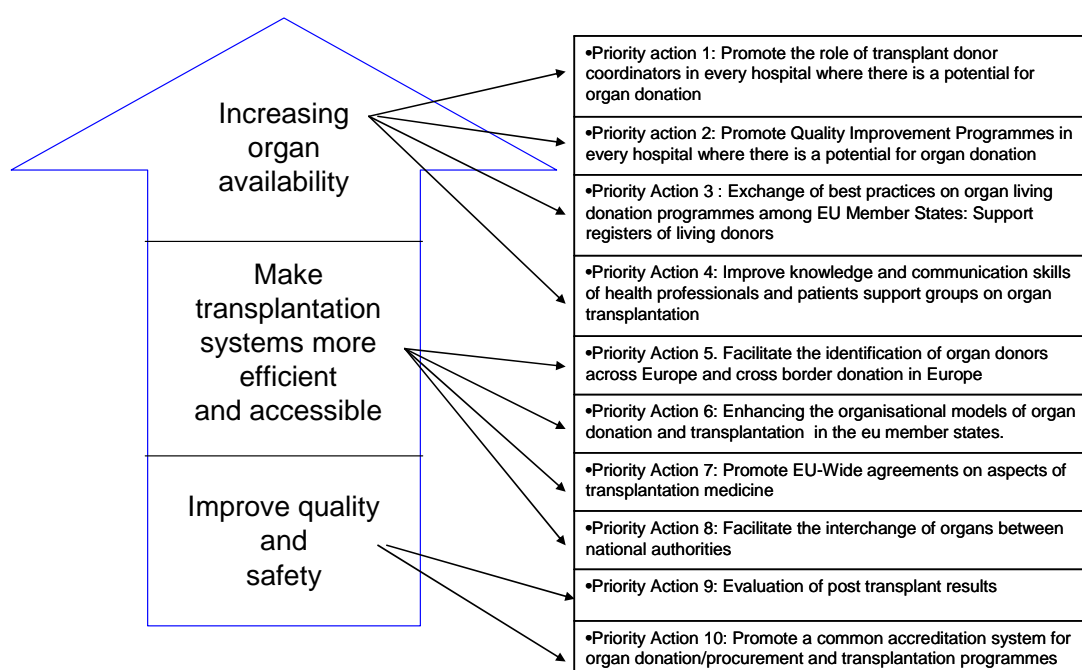 Increasing
organ
availability
Make
transplantation
systems more
efficient
and accessible
Improve quality
and
safety
•Priority action 1: Promote the role of transplant donor
coordinators in every hospital where there is a potential for
organ donation
•Priority action 2: Promote Quality Improvement Programmes in
every hospital where there is a potential for organ donation
•Priority Action 3 : Exchange of best practices on organ living
donation programmes among EU Member States: Support
registers of living donors
•Priority Action 4: Improve knowledge and communication skills
of health professionals and patients support groups on organ
transplantation
•Priority Action 5. Facilitate the identification of organ donors
across Europe and cross border donation in Europe
•Priority Action 6: Enhancing the organisational models of organ
donation and transplantation in the eu member states.
•Priority Action 7: Promote EU-Wide agreements on aspects of
transplantation medicine
•Priority Action 8: Facilitate the interchange of organs between
national authorities
•Priority Action 9: Evaluation of post transplant results
•Priority Action 10: Promote a common accreditation system for
organ donation/procurement and transplantation programmes